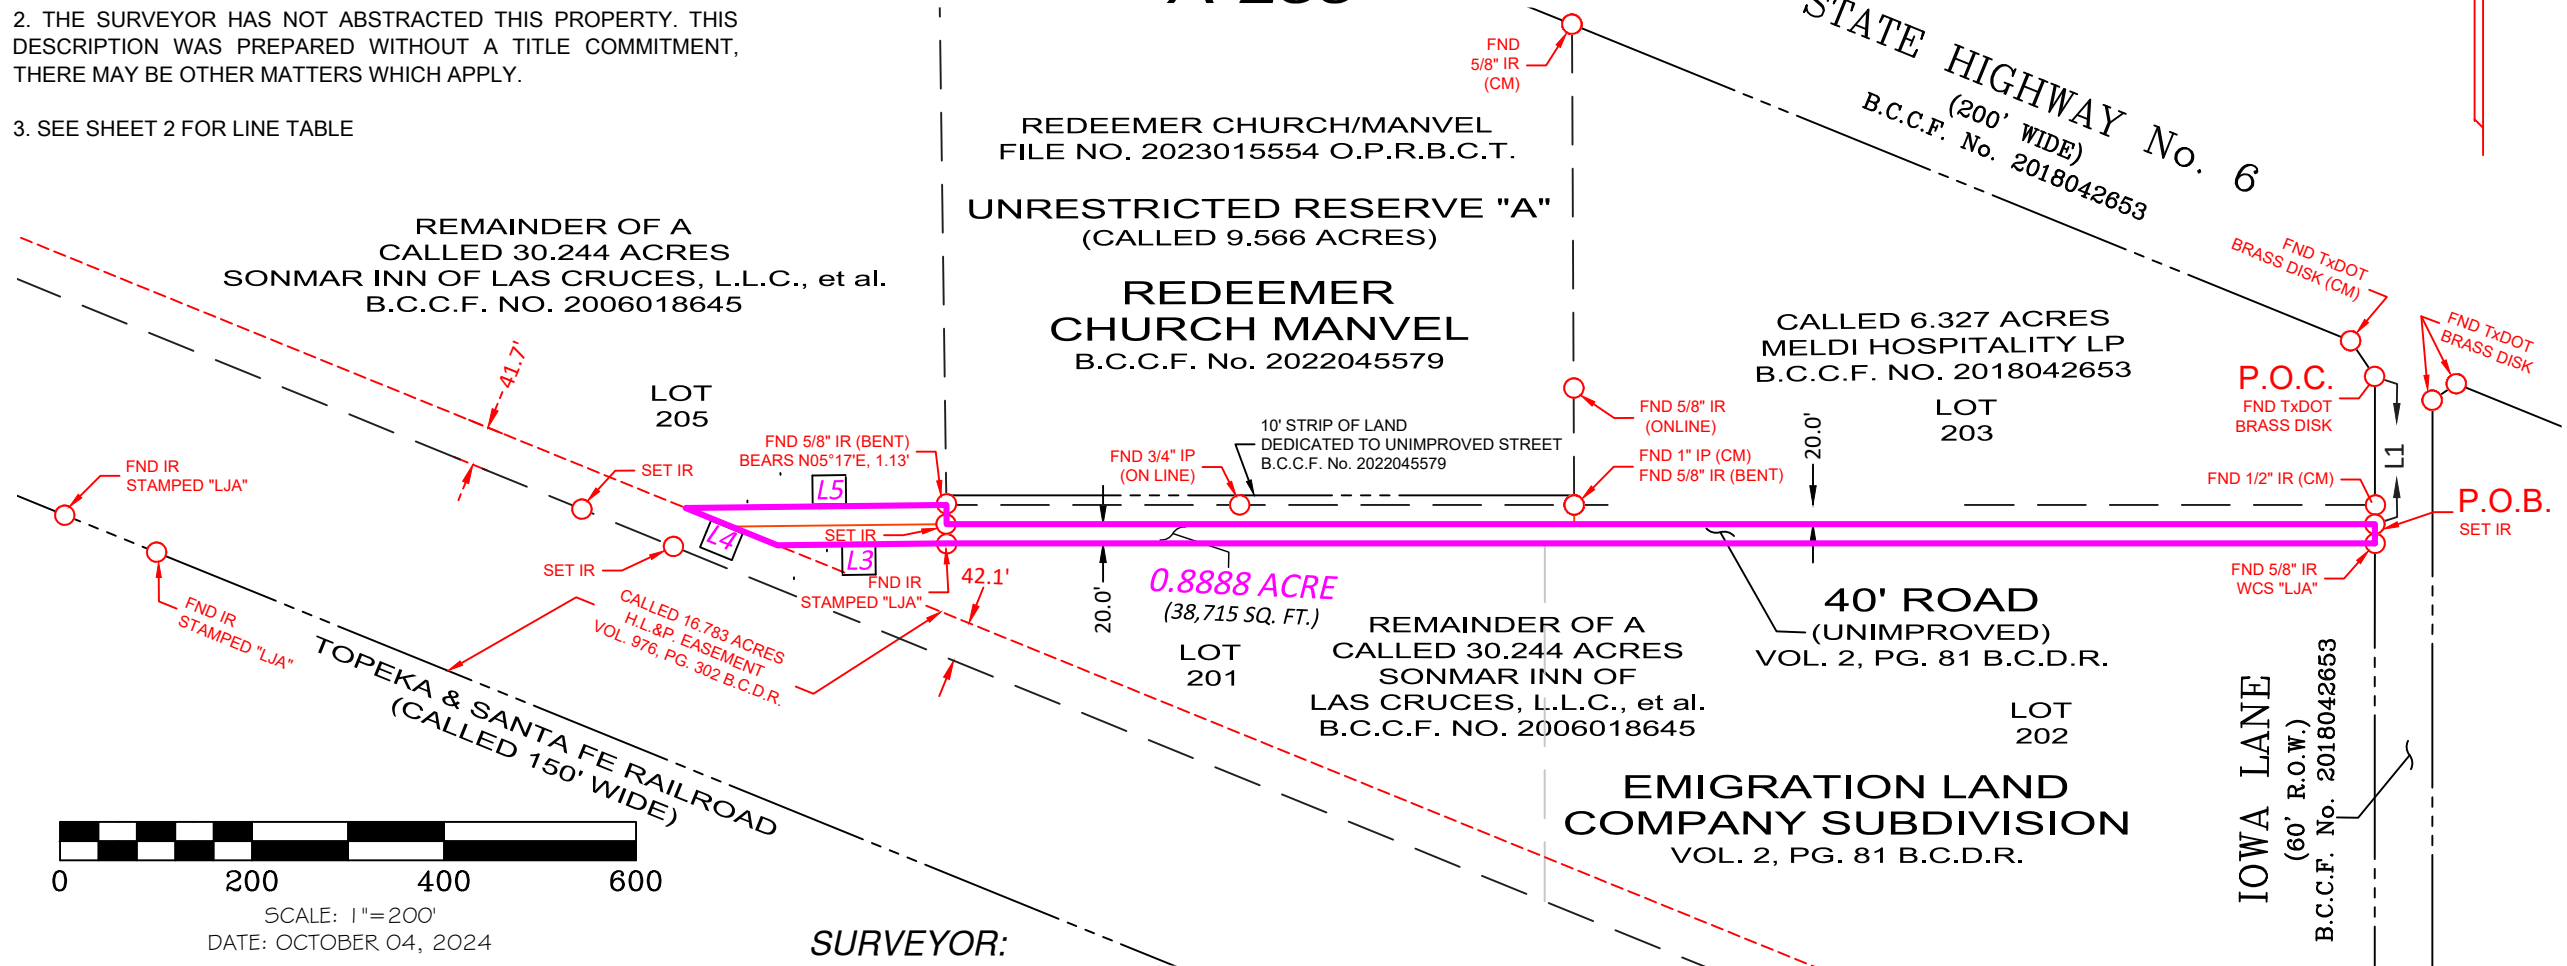 2. THE SURVEYOR HAS NOT ABSTRACTED THIS PROPERTY. THIS
DESCRIPTION WAS PREPARED WITHOUT A TITLE COMMITMENT,
THERE MAY BE OTHER MATTERS WHICH APPLY.
3. SEE SHEET 2 FOR LINE TABLE
FND
5/8" IR
(CM)
STATE HIGHWAY No. 6
(200' WIDE)
B.C.C.F. No. 2018042653
REDEEMER CHURCH/MANVEL
FILE NO. 2023015554 O.P.R.B.C.T.
UNRESTRICTED RESERVE "A"
(CALLED 9.566 ACRES)
REDEEMER
CHURCH MANVEL
B.C.C.F. No. 2022045579
REMAINDER OF A
CALLED 30.244 ACRES
SONMAR INN OF LAS CRUCES, L.L.C., et al.
B.C.C.F. NO. 2006018645
41.7'
LOT
205
CALLED 6.327 ACRES
MELDI HOSPITALITY LP
B.C.C.F. NO. 2018042653
LOT
203
FND TxDOT
BRASS DISK (CM)
FND TxDOT
BRASS DISK
P.O.C.
FND TxDOT
BRASS DISK
L1
FND 1/2" IR (CM)
P.O.B.
SET IR
FND 5/8" IR
WCS "LJA"
FND 5/8" IR
(ONLINE)
FND 1" IP (CM)
FND 5/8" IR (BENT)
20.0'
10' STRIP OF LAND
DEDICATED TO UNIMPROVED STREET
B.C.C.F. No. 2022045579
FND 3/4" IP
(ON LINE)
FND 5/8" IR (BENT)
BEARS N05°17'E, 1.13'
L5
SET IR
FND IR
STAMPED "LJA"
L4
SET IR
L3
SET IR
FND IR
STAMPED "LJA"
42.1'
20.0'
0.8888 ACRE
(38,715 SQ. FT.)
LOT
201
FND IR
STAMPED "LJA"
CALLED 16.783 ACRES
H.L.&P. EASEMENT
VOL. 976, PG. 302 B.C.D.R.
TOPEKA & SANTA FE RAILROAD
(CALLED 150' WIDE)
REMAINDER OF A
CALLED 30.244 ACRES
SONMAR INN OF
LAS CRUCES, L.L.C., et al.
B.C.C.F. NO. 2006018645
40' ROAD
(UNIMPROVED)
VOL. 2, PG. 81 B.C.D.R.
LOT
202
EMIGRATION LAND
COMPANY SUBDIVISION
VOL. 2, PG. 81 B.C.D.R.
IOWA LANE
(60' R.O.W.)
B.C.C.F. No. 2018042653
0 200 400 600
SCALE: 1"=200'
DATE: OCTOBER 04, 2024
SURVEYOR: